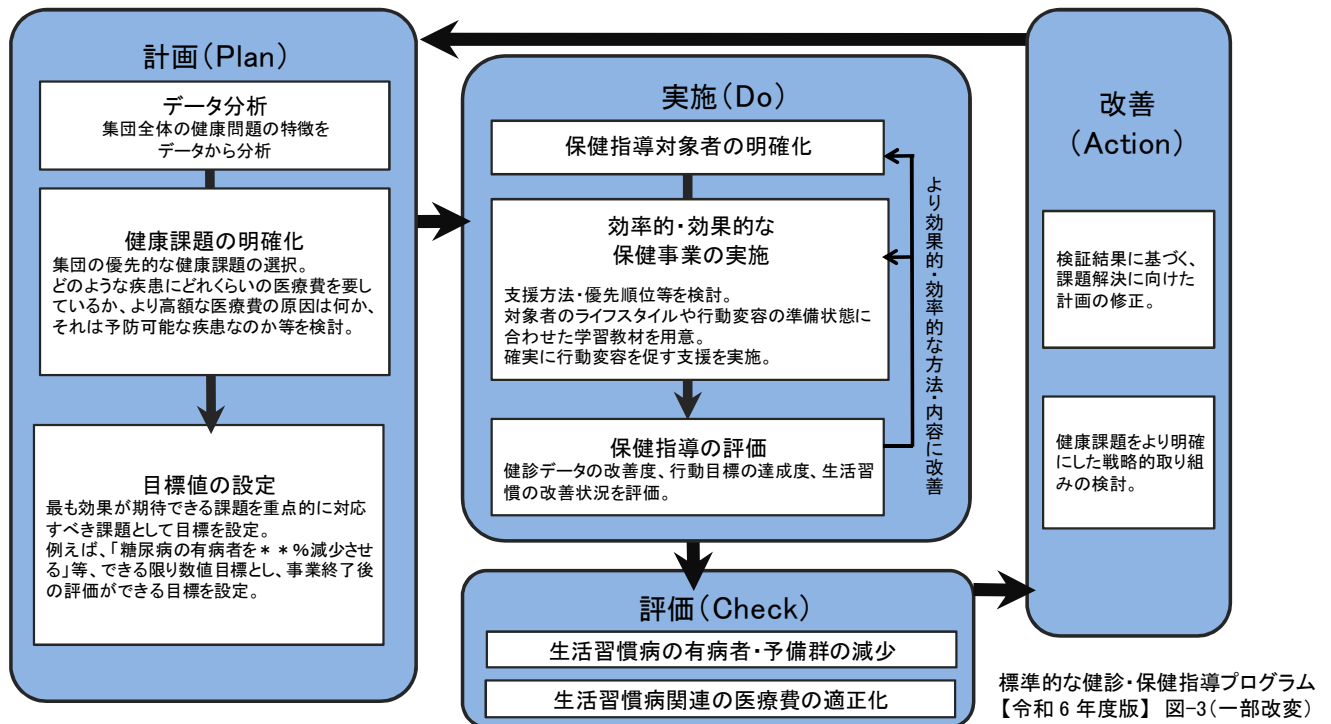 計画(Plan)
データ分析
集団全体の健康問題の特徴を
データから分析
健康課題の明確化
集団の優先的な健康課題の選択。
どのような疾患にどれくらいの医療費を要し
ているか、より高額な医療費の原因は何か、
それは予防可能な疾患なのか等を検討。
目標値の設定
最も効果が期待できる課題を重点的に対応
すべき課題として目標を設定。
例えば、「糖尿病の有病者を＊＊%減少させ
る」等、できる限り数値目標とし、事業終了後
の評価ができる目標を設定。
実施(Do)
保健指導対象者の明確化
効率的・効果的な
保健事業の実施
支援方法・優先順位等を検討。
対象者のライフスタイルや行動変容の準備状態に
合わせた学習教材を用意。
確実に行動変容を促す支援を実施。
保健指導の評価
健診データの改善度、行動目標の達成度、生活習
慣の改善状況を評価。
より効果的・効率的な方法・内容に改善
評価(Check)
生活習慣病の有病者・予備群の減少
生活習慣病関連の医療費の適正化
改善
(Action)
検証結果に基づく、
課題解決に向けた
計画の修正。
健康課題をより明確
にした戦略的取り組
みの検討。
標準的な健診・保健指導プログラム
【令和6年度版】 図-3(一部改変)